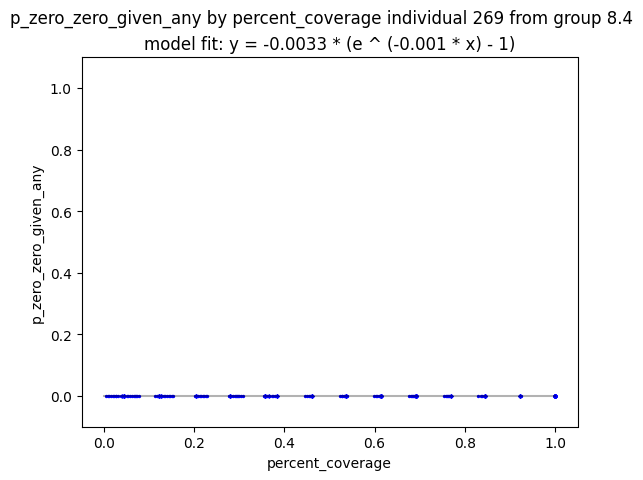 p_zero_zero_given_any by percent_coverage individual 269 from group 8.4
model fit: y = -0.0033 * (e ^ (-0.001 * x) - 1)
1.0
0.8
0.6
0.4
0.2
0.0
p_zero_zero_given_any
0.0 0.2 0.4 0.6 0.8 1.0
percent_coverage